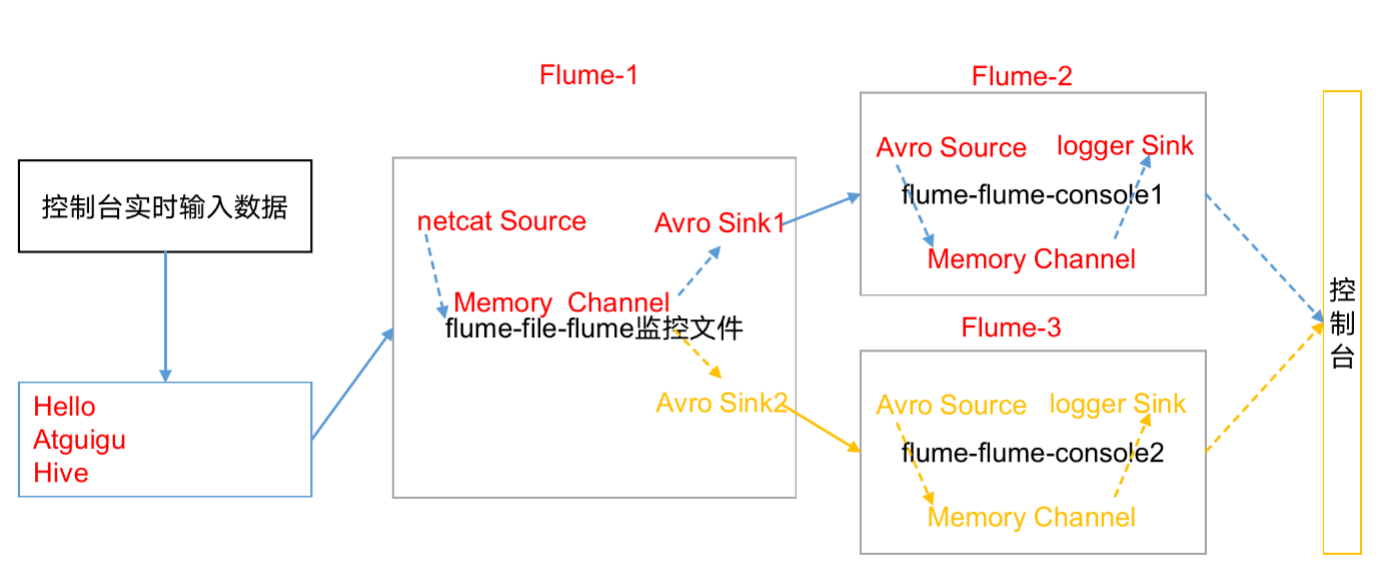 控制台实时输入数据
Hello
Atguigu
Hive
Flume-1
netcat Source
Avro Sink1
Memory Channel
flume-file-flume监控文件
Avro Sink2
Flume-2
Avro Source
logger Sink
flume-flume-console1
Memory Channel
Flume-3
Avro Source
logger Sink
flume-flume-console2
Memory Channel
控制台